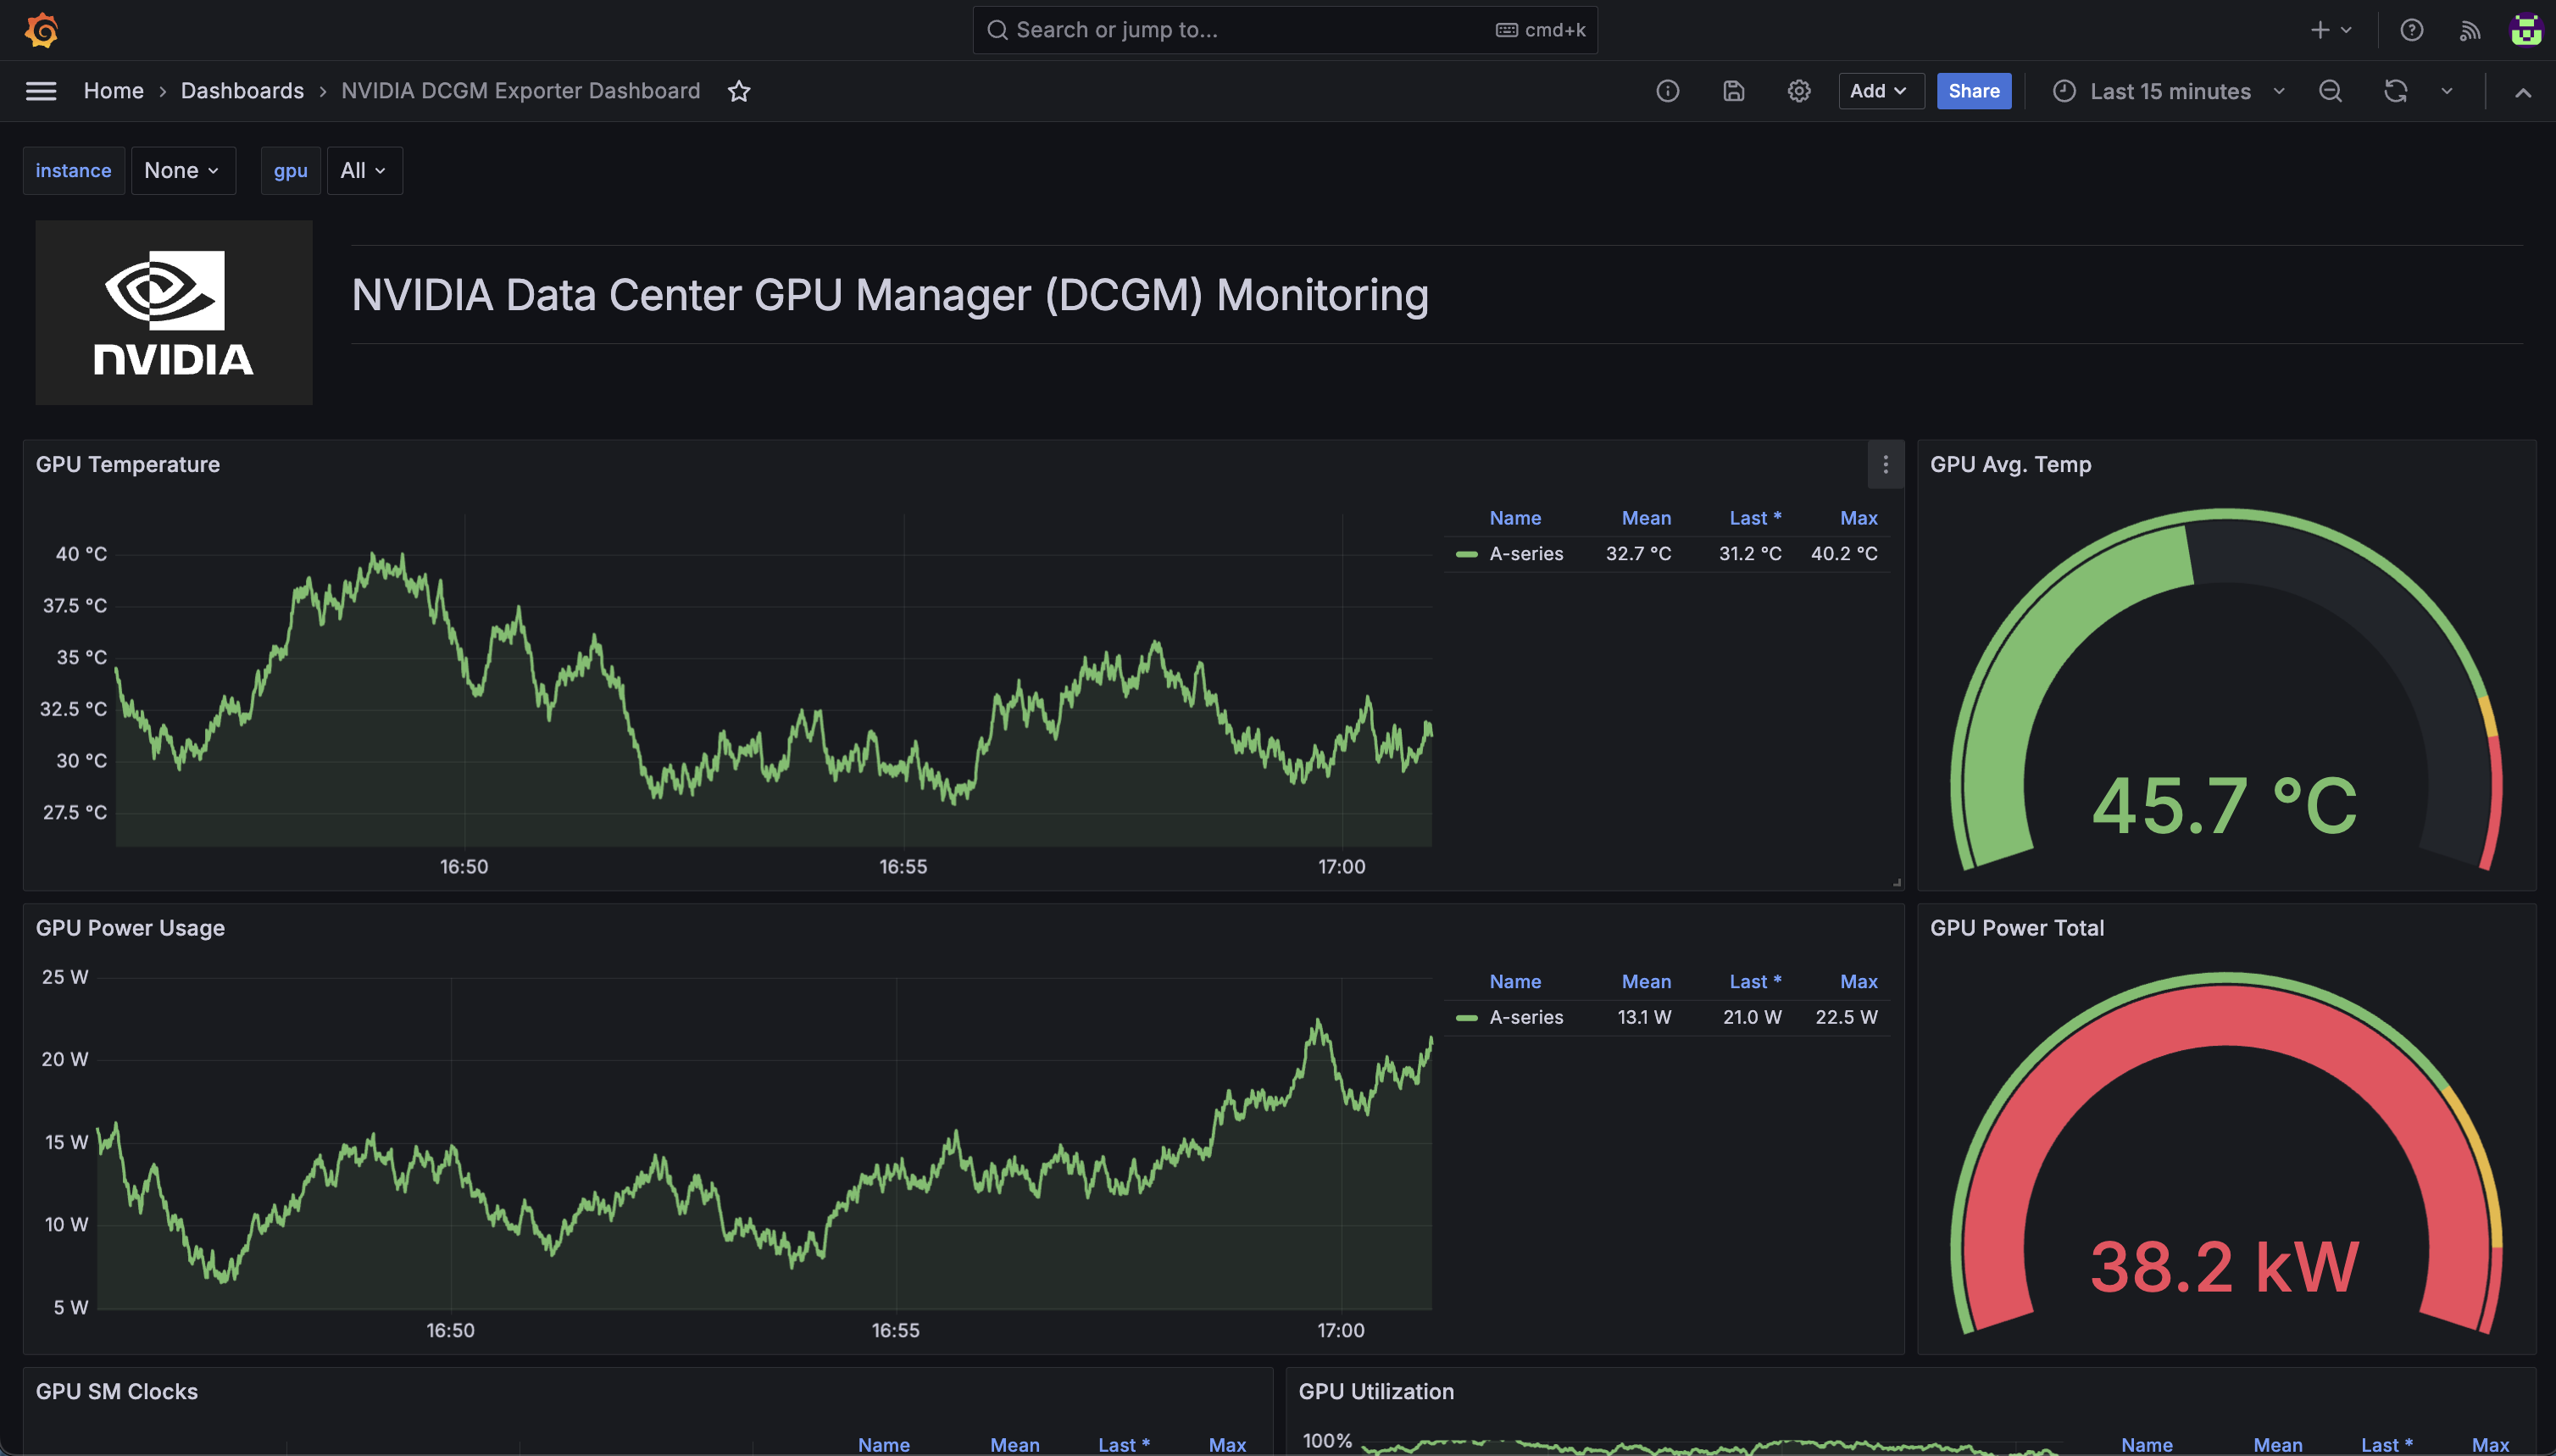 Search or jump to...
cmd+k
Home › Dashboards › NVIDIA DCGM Exporter Dashboard
Add
Share
Last 15 minutes
instance
None
gpu
All
NVIDIA
NVIDIA Data Center GPU Manager (DCGM) Monitoring
GPU Temperature
40 °C
37.5 °C
35 °C
32.5 °C
30 °C
27.5 °C
16:50
16:55
17:00
Name Mean Last * Max
A-series 32.7 °C 31.2 °C 40.2 °C
GPU Avg. Temp
45.7 °C
GPU Power Usage
25 W
20 W
15 W
10 W
5 W
16:50
16:55
17:00
Name Mean Last * Max
A-series 13.1 W 21.0 W 22.5 W
GPU Power Total
38.2 kW
GPU SM Clocks
Name Mean Last * Max
GPU Utilization
100%
Name Mean Last * Max